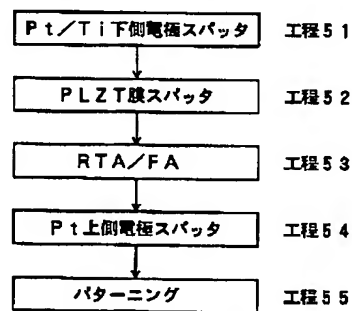 Pt/Ti下側電極スパッタ 工程51
PLZT膜スパッタ 工程52
RTA/FA 工程53
Pt上側電極スパッタ 工程54
パターニング 工程55